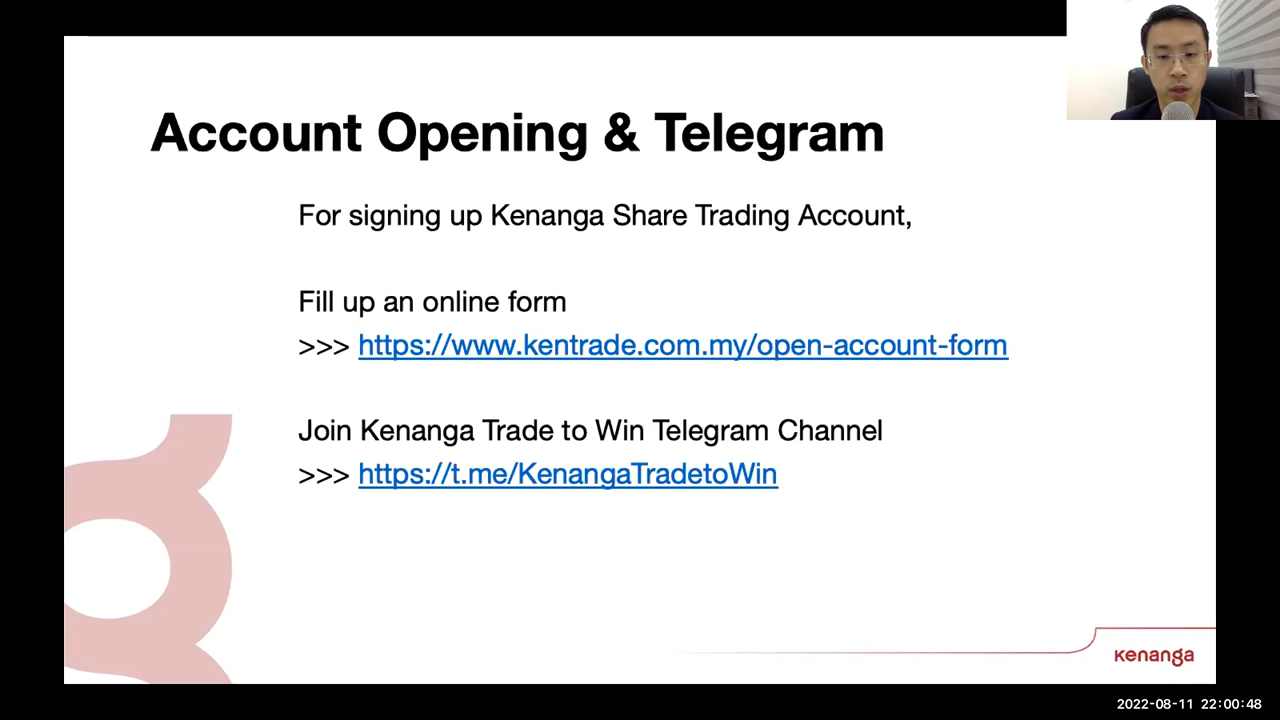 Account Opening & Telegram
For signing up Kenanga Share Trading Account,
Fill up an online form
>>> https://www.kentrade.com.my/open-account-form
Join Kenanga Trade to Win Telegram Channel
>>> https://t.me/KenangaTradetoWin
kenanga
2022-08-11 22:00:48